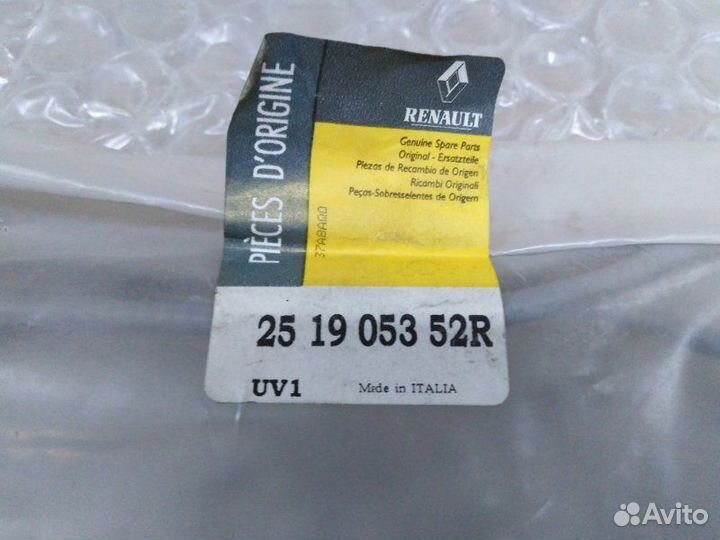 PIÈCES D'ORIGINE
RENAULT
Genuine Spare Parts
Original - Ersatzteile
Piezas de Recambio de Origen
Ricambi Originali
Peças-Sobresselentes de Origem
37A8AQ0
25 19 053 52R
UV1
Made in ITALIA
Avito